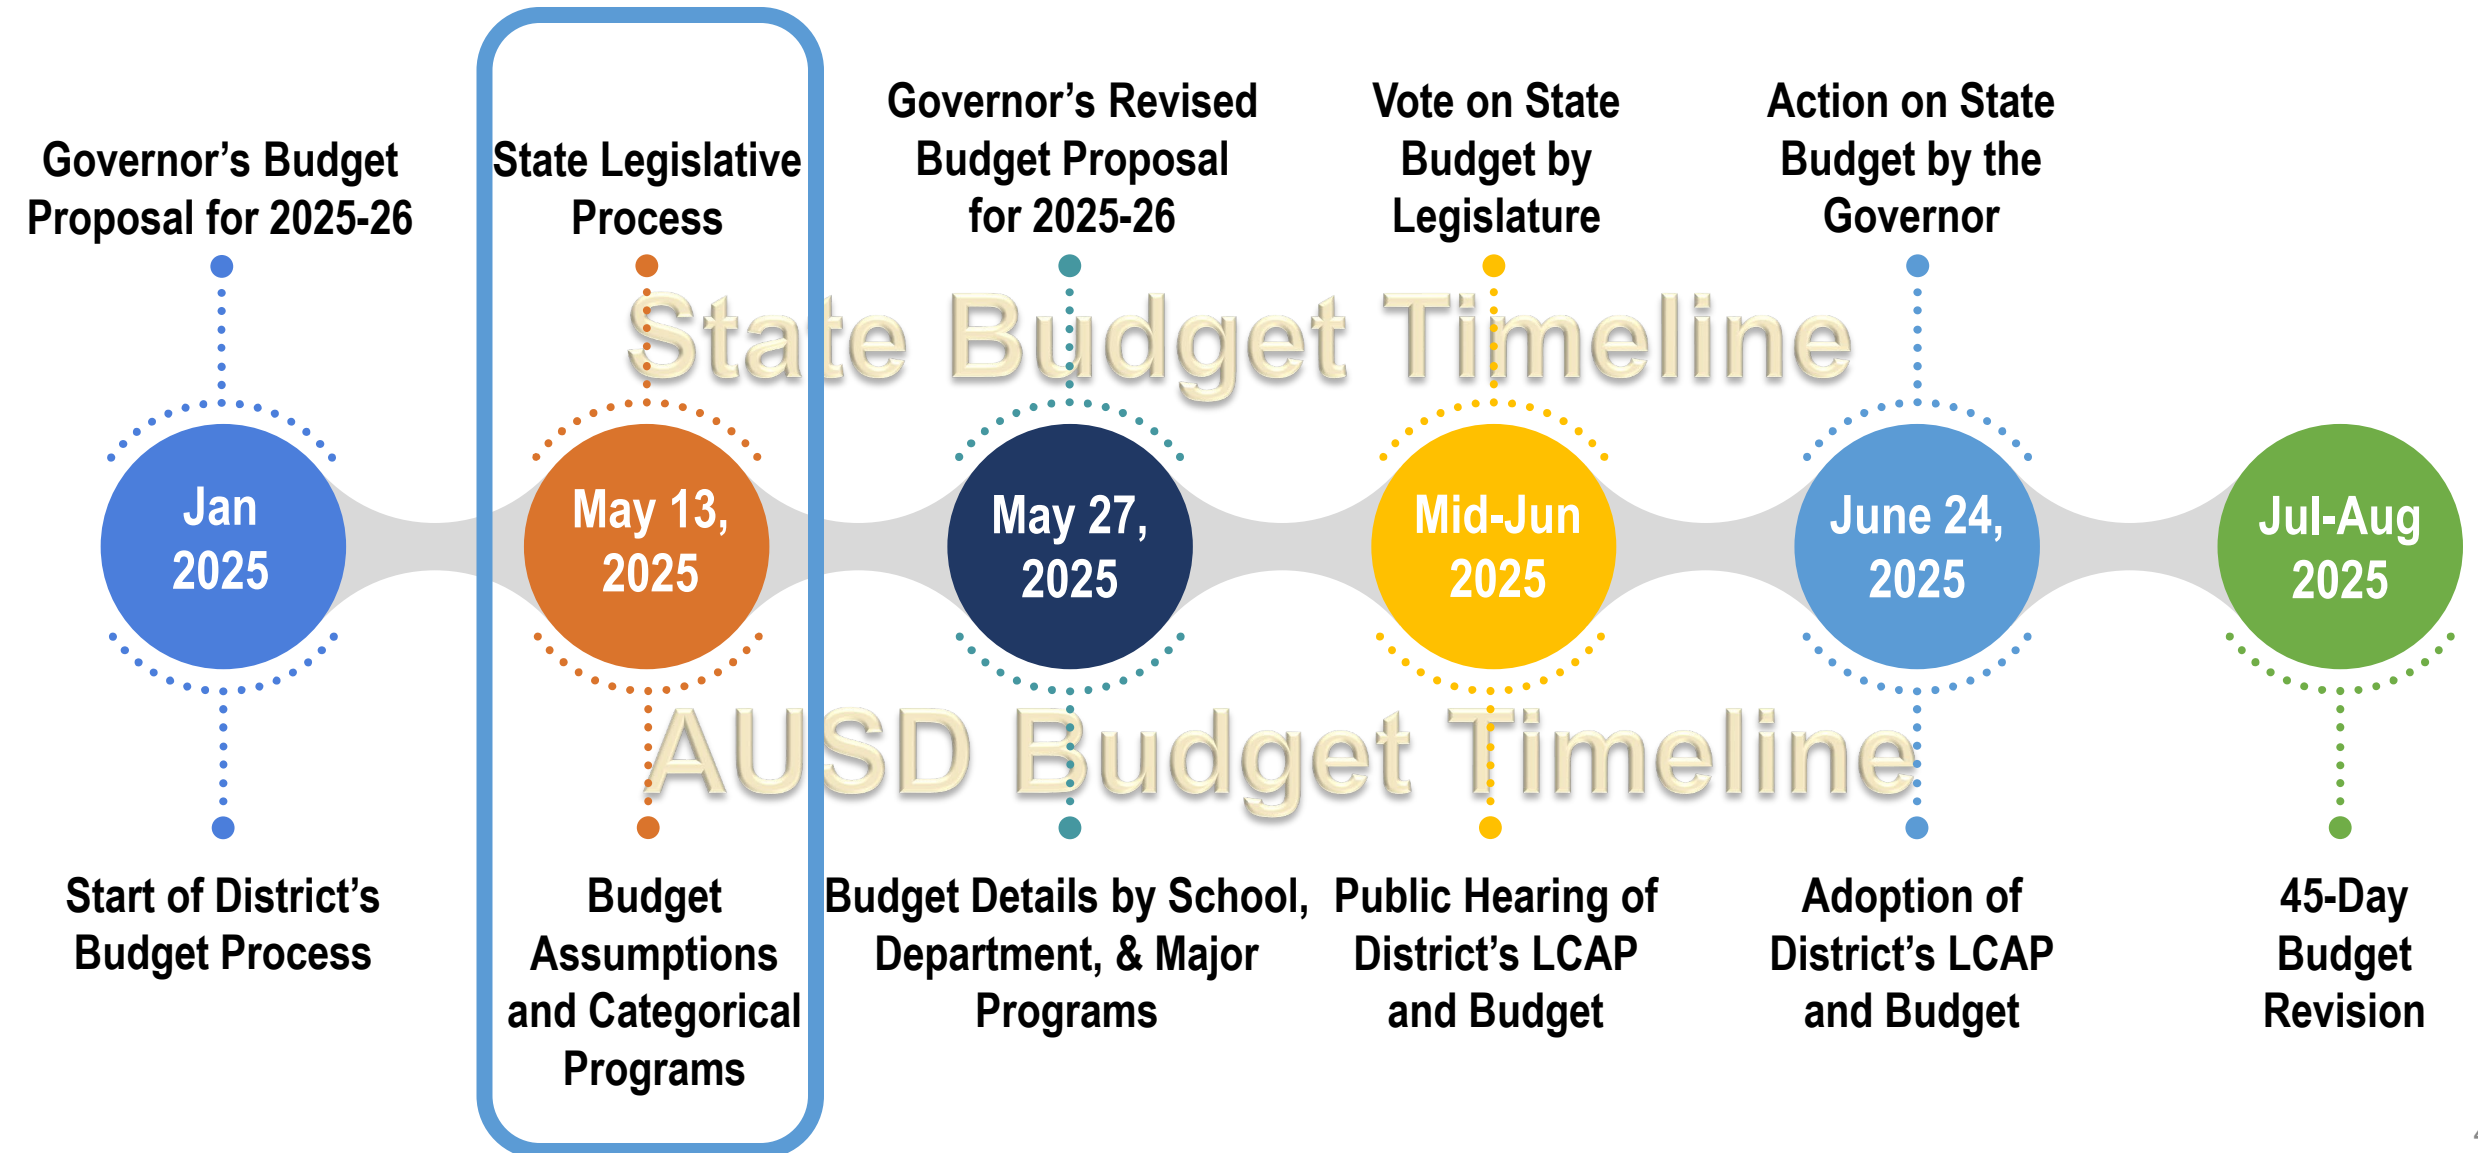 Governor's Budget
Proposal for 2025-26
State Legislative
Process
Governor's Revised
Budget Proposal
for 2025-26
Vote on State
Budget by
Legislature
Action on State
Budget by the
Governor
State Budget Timeline
Jan
2025
May 13,
2025
May 27,
2025
Mid-Jun
2025
June 24,
2025
Jul-Aug
2025
AUSD Budget Timeline
Start of District's
Budget Process
Budget
Assumptions
and Categorical
Programs
Budget Details by School,
Department, & Major
Programs
Public Hearing of
District's LCAP
and Budget
Adoption of
District's LCAP
and Budget
45-Day
Budget
Revision